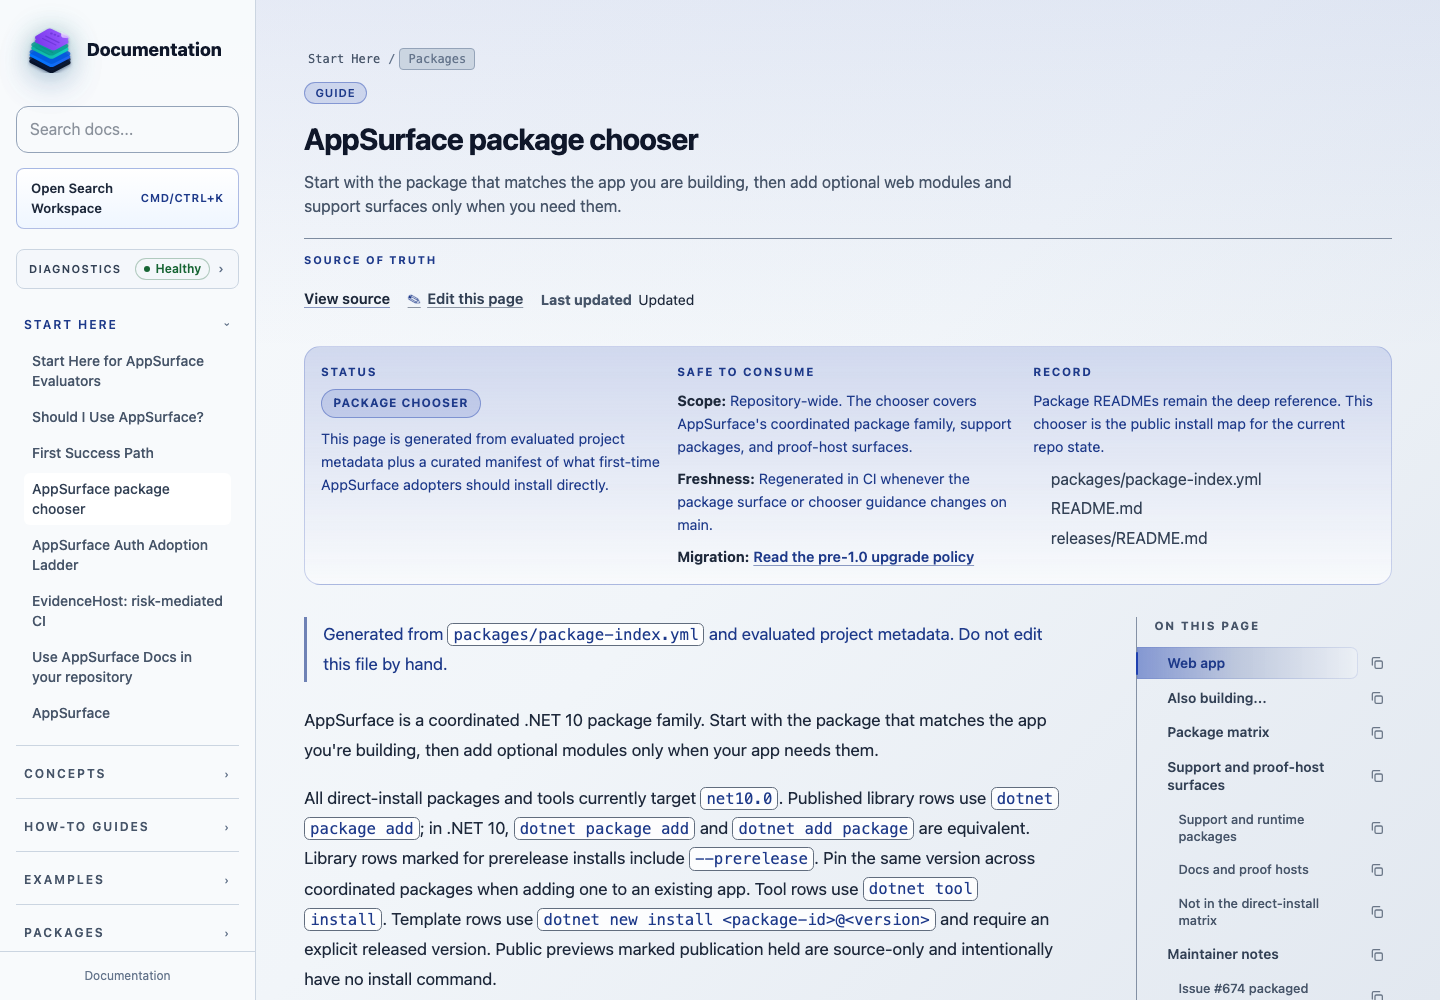 Documentation
Search docs...
Open Search
Workspace
CMD/CTRL+K
DIAGNOSTICS
Healthy
START HERE
Start Here for AppSurface
Evaluators
Should I Use AppSurface?
First Success Path
AppSurface package
chooser
AppSurface Auth Adoption
Ladder
EvidenceHost: risk-mediated
CI
Use AppSurface Docs in
your repository
AppSurface
CONCEPTS
HOW-TO GUIDES
EXAMPLES
PACKAGES
Documentation
Start Here / Packages
GUIDE
AppSurface package chooser
Start with the package that matches the app you are building, then add optional web modules and
support surfaces only when you need them.
SOURCE OF TRUTH
View source ✎ Edit this page Last updated Updated
STATUS
PACKAGE CHOOSER
This page is generated from evaluated project
metadata plus a curated manifest of what first-time
AppSurface adopters should install directly.
SAFE TO CONSUME
Scope: Repository-wide. The chooser covers
AppSurface's coordinated package family, support
packages, and proof-host surfaces.
Freshness: Regenerated in CI whenever the
package surface or chooser guidance changes on
main.
Migration: Read the pre-1.0 upgrade policy
RECORD
Package READMEs remain the deep reference. This
chooser is the public install map for the current
repo state.
packages/package-index.yml
README.md
releases/README.md
Generated from packages/package-index.yml and evaluated project metadata. Do not edit
this file by hand.
AppSurface is a coordinated .NET 10 package family. Start with the package that matches the app
you're building, then add optional modules only when your app needs them.
All direct-install packages and tools currently target net10.0. Published library rows use dotnet
package add; in .NET 10, dotnet package add and dotnet add package are equivalent.
Library rows marked for prerelease installs include --prerelease. Pin the same version across
coordinated packages when adding one to an existing app. Tool rows use dotnet tool
install. Template rows use dotnet new install <package-id>@<version> and require an
explicit released version. Public previews marked publication held are source-only and intentionally
have no install command.
ON THIS PAGE
Web app
Also building...
Package matrix
Support and proof-host
surfaces
Support and runtime
packages
Docs and proof hosts
Not in the direct-install
matrix
Maintainer notes
Issue #674 packaged